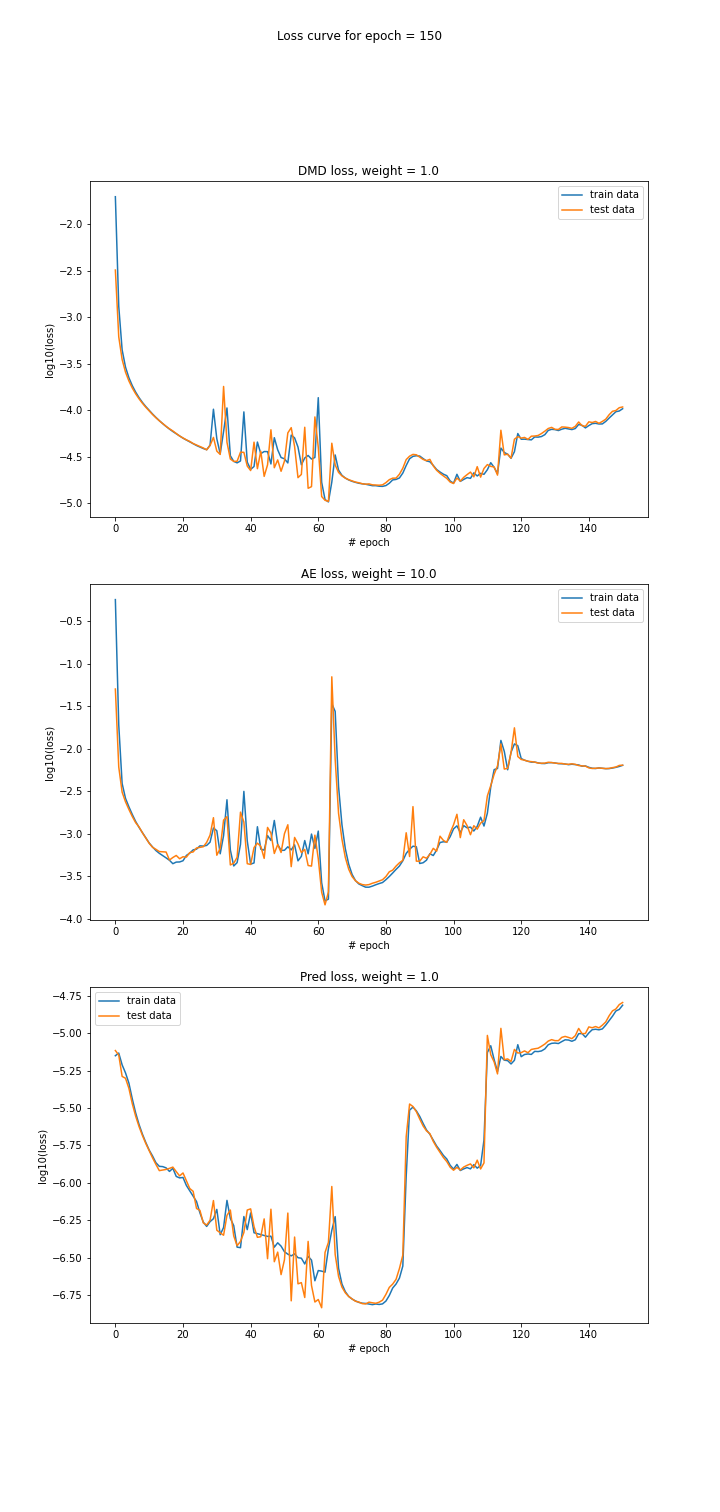 Loss curve for epoch = 150
DMD loss, weight = 1.0
train data
test data
−2.0
−2.5
−3.0
−3.5
−4.0
−4.5
−5.0
log10(loss)
0 20 40 60 80 100 120 140
# epoch
AE loss, weight = 10.0
train data
test data
−0.5
−1.0
−1.5
−2.0
−2.5
−3.0
−3.5
−4.0
log10(loss)
0 20 40 60 80 100 120 140
# epoch
Pred loss, weight = 1.0
train data
test data
−4.75
−5.00
−5.25
−5.50
−5.75
−6.00
−6.25
−6.50
−6.75
log10(loss)
0 20 40 60 80 100 120 140
# epoch